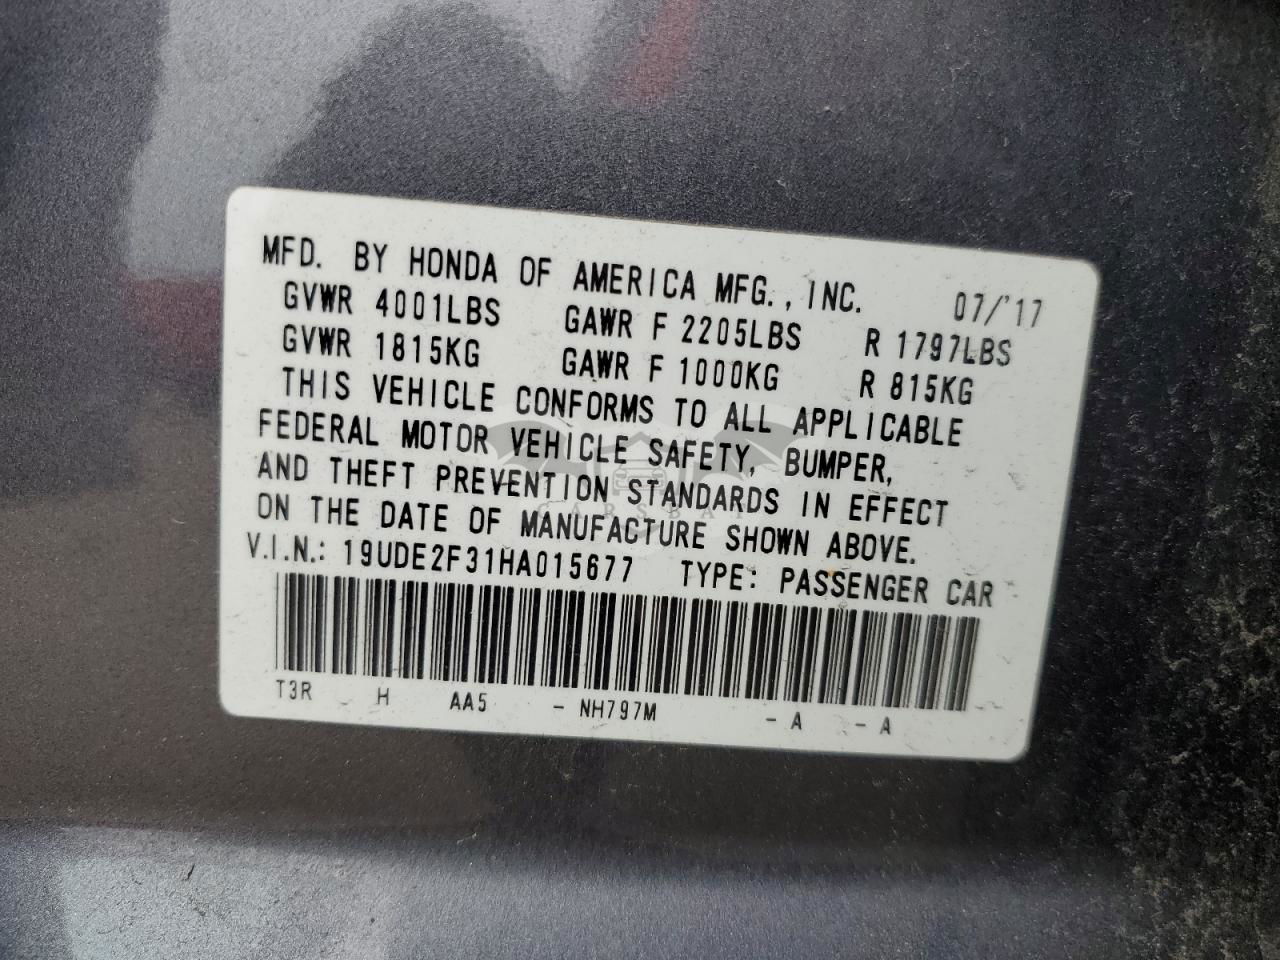 MFD. BY HONDA OF AMERICA MFG., INC. 07/'17
GVWR 4001LBS GAWR F 2205LBS R 1797LBS
GVWR 1815KG GAWR F 1000KG R 815KG
THIS VEHICLE CONFORMS TO ALL APPLICABLE
FEDERAL MOTOR VEHICLE SAFETY, BUMPER,
AND THEFT PREVENTION STANDARDS IN EFFECT
ON THE DATE OF MANUFACTURE SHOWN ABOVE.
V.I.N.: 19UDE2F31HA015677 TYPE: PASSENGER CAR
T3R H AA5 - NH797M - A - A